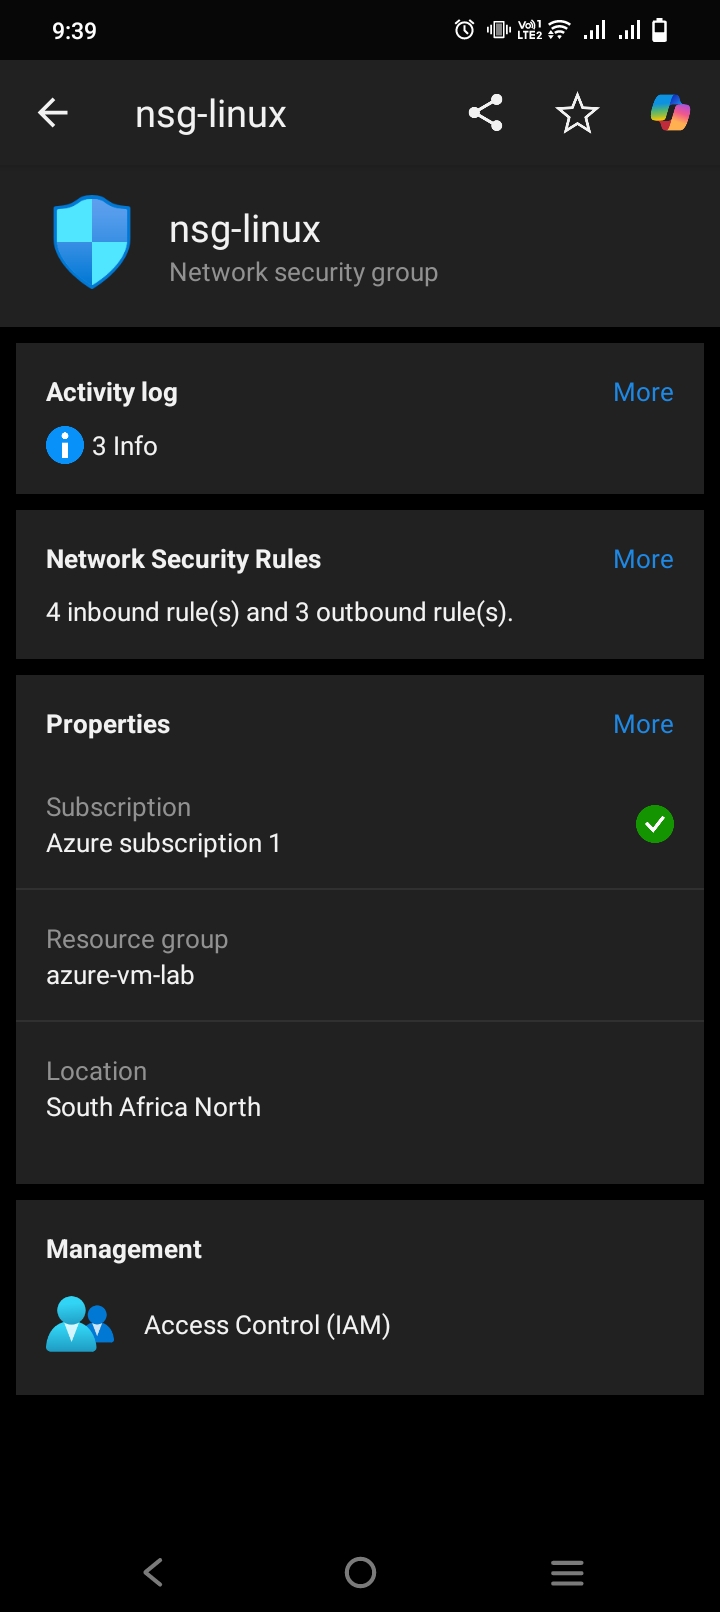 9:39
Vo) 1
LTE2
nsg-linux
nsg-linux
Network security group
Activity log
More
3 Info
Network Security Rules
More
4 inbound rule(s) and 3 outbound rule(s).
Properties
More
Subscription
Azure subscription 1
Resource group
azure-vm-lab
Location
South Africa North
Management
Access Control (IAM)